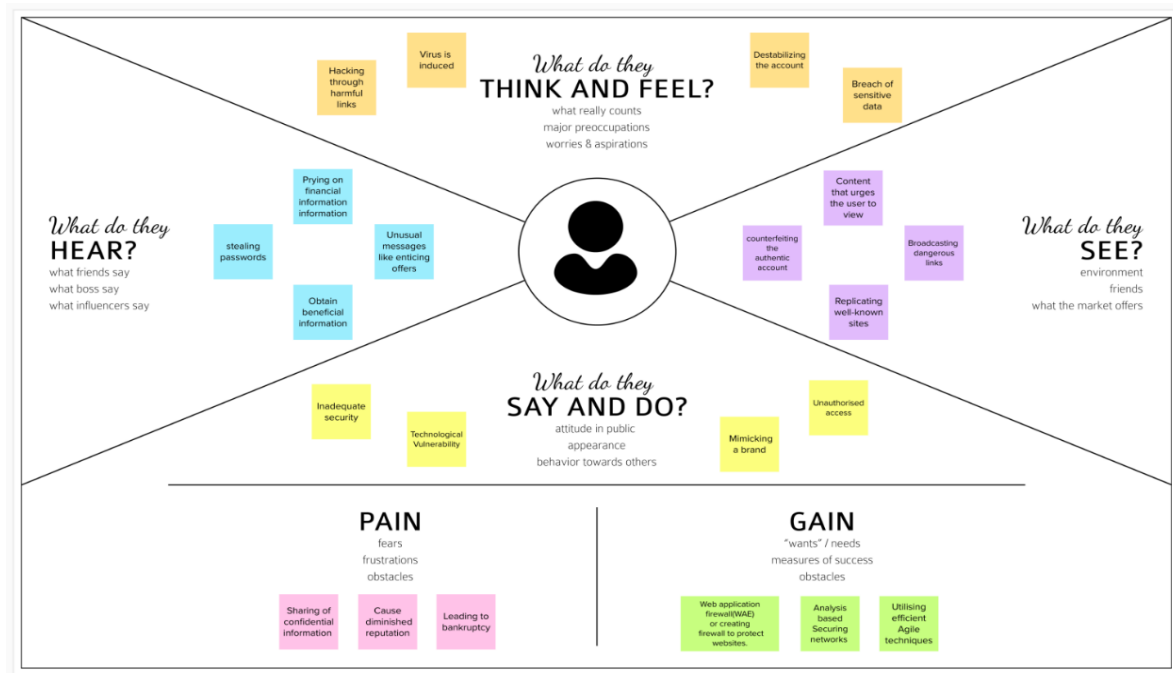 What do they
THINK AND FEEL?
what really counts
major preoccupations
worries & aspirations
Hacking
through
harmful
links
Virus is
induced
Destabilizing
the account
Breach of
sensitive
data
What do they
HEAR?
what friends say
what boss say
what influencers say
Prying on
financial
information
information
stealing
passwords
Unusual
messages
like enticing
offers
Obtain
beneficial
information
What do they
SEE?
environment
friends
what the market offers
Content
that urges
the user to
view
counterfeiting
the
authentic
account
Broadcasting
dangerous
links
Replicating
well-known
sites
What do they
SAY AND DO?
attitude in public
appearance
behavior towards others
Inadequate
security
Technological
Vulnerability
Mimicking
a brand
Unauthorised
access
PAIN
fears
frustrations
obstacles
Sharing of
confidential
information
Cause
diminished
reputation
Leading to
bankruptcy
GAIN
“wants” / needs
measures of success
obstacles
Web application
firewall(WAE)
or creating
firewall to protect
websites.
Analysis
based
Securing
networks
Utilising
efficient
Agile
techniques